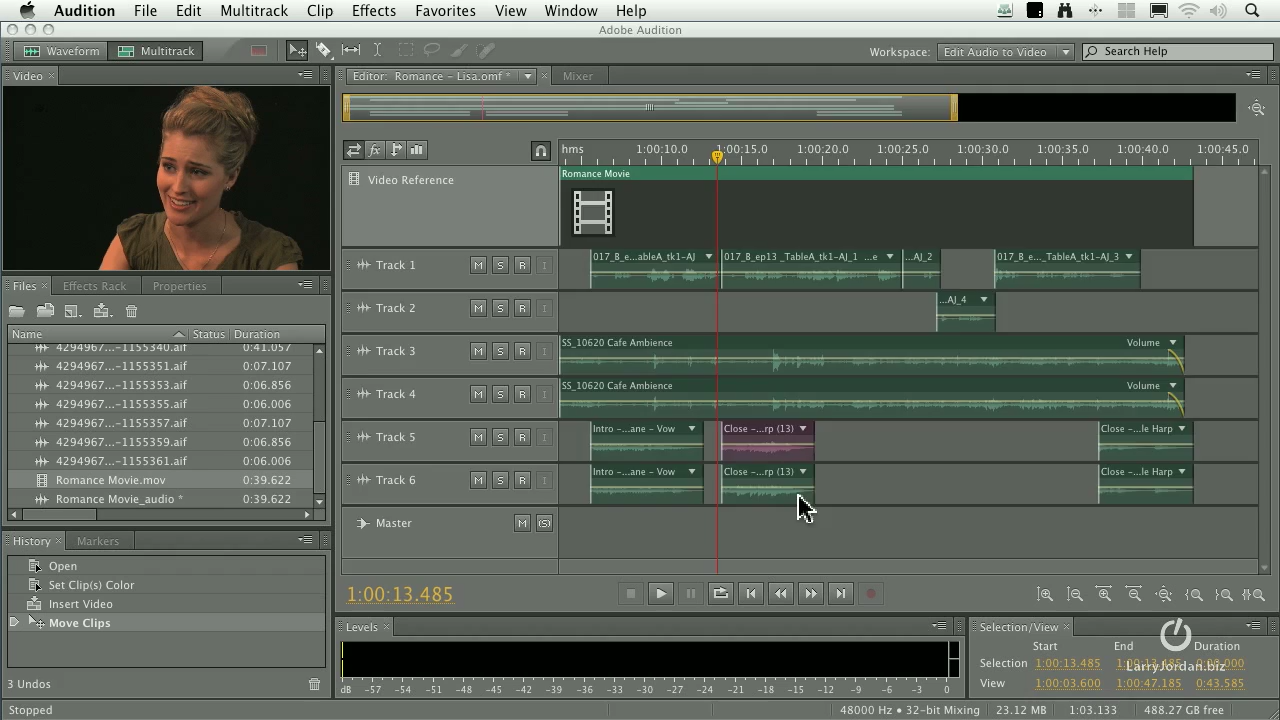 Audition File Edit Multitrack Clip Effects Favorites View Window Help
Adobe Audition
Waveform Multitrack Workspace: Edit Audio to Video Search Help
Video × Editor: Romance - Lisa.omf * × Mixer
hms 1:00:10.0 1:00:15.0 1:00:20.0 1:00:25.0 1:00:30.0 1:00:35.0 1:00:40.0 1:00:45.0
Video Reference Romance Movie
Track 1 M S R I 017_B_e...ableA_tk1-AJ 017_B_ep13 _TableA_tk1-AJ_1 ...e ...AJ_2 017_B_e..._TableA_tk1-AJ_3
Track 2 M S R I ...AJ_4
Track 3 M S R I SS_10620 Cafe Ambience Volume
Track 4 M S R I SS_10620 Cafe Ambience Volume
Track 5 M S R I Intro -...ane - Vow Close -...rp (13) Close -...le Harp
Track 6 M S R I Intro -...ane - Vow Close -...rp (13) Close -...le Harp
Master M (S)
1:00:13.485
Files × Effects Rack Properties
Name Status Duration
4294967...-1155340.aif 0:41.057
4294967...-1155351.aif 0:07.107
4294967...-1155353.aif 0:06.856
4294967...-1155355.aif 0:06.006
4294967...-1155357.aif 0:07.107
4294967...-1155359.aif 0:06.856
4294967...-1155361.aif 0:06.006
Romance Movie.mov 0:39.622
Romance Movie_audio * 0:39.622
History × Markers
Open
Set Clip(s) Color
Insert Video
Move Clips
3 Undos
Levels ×
dB -57 -54 -51 -48 -45 -42 -39 -36 -33 -30 -27 -24 -21 -18 -15 -12 -9 -6 -3 0
Selection/View ×
Start End Duration
Selection 1:00:13.485
LarryJordan.biz
View 1:00:03.600 1:00:47.185 0:43.585
Stopped 48000 Hz • 32-bit Mixing 23.12 MB 1:03.133 488.27 GB free